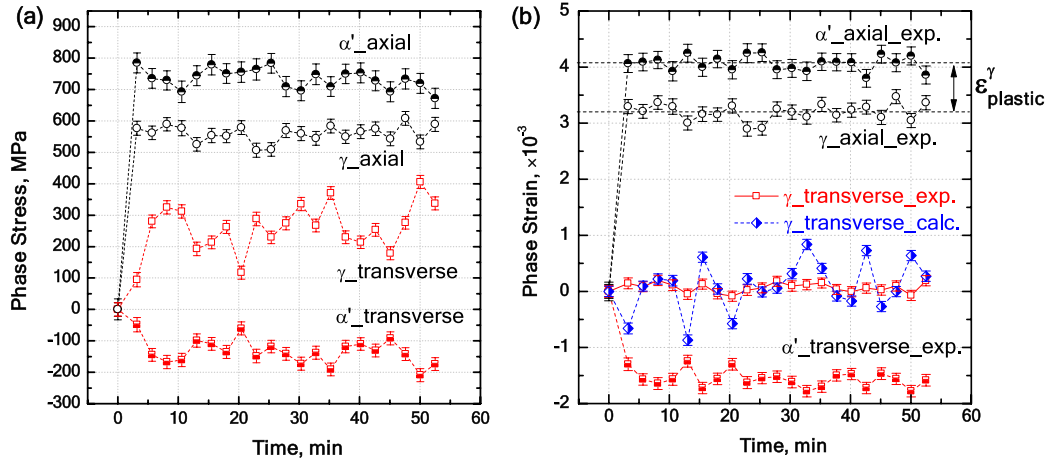 (a)
900
800
700
600
500
400
300
200
100
0
-100
-200
-300
Phase Stress, MPa
α'_axial
γ_axial
γ_transverse
α'_transverse
0 10 20 30 40 50 60
Time, min
(b)
5
4
3
2
1
0
-1
-2
Phase Strain, ×10⁻³
α'_axial_exp.
ε^γ_plastic
γ_axial_exp.
γ_transverse_exp.
γ_transverse_calc.
α'_transverse_exp.
0 10 20 30 40 50 60
Time, min